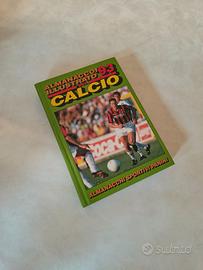 ALMANACCO
ILLUSTRATO 93
CALCIO
ALMANACCHI SPORTIVI PANINI
subito